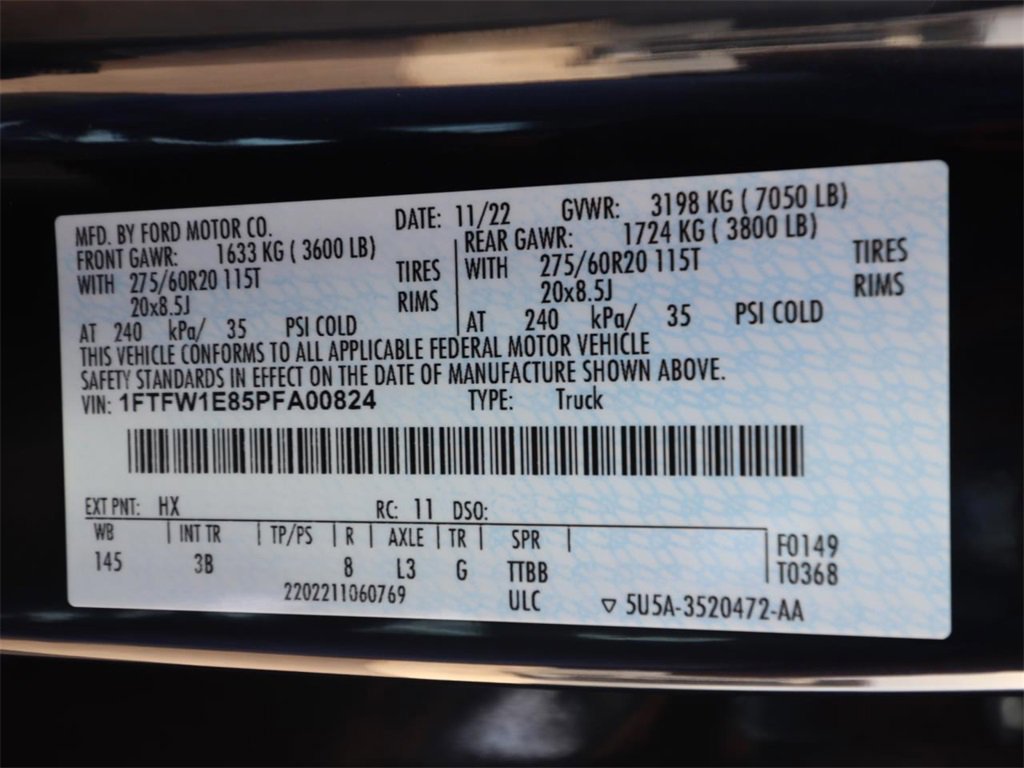 MFD. BY FORD MOTOR CO. DATE: 11/22 GVWR: 3198 KG ( 7050 LB)
FRONT GAWR: 1633 KG ( 3600 LB) REAR GAWR: 1724 KG ( 3800 LB)
WITH 275/60R20 115T TIRES WITH 275/60R20 115T TIRES
20x8.5J RIMS 20x8.5J RIMS
AT 240 kPa/ 35 PSI COLD AT 240 kPa/ 35 PSI COLD
THIS VEHICLE CONFORMS TO ALL APPLICABLE FEDERAL MOTOR VEHICLE
SAFETY STANDARDS IN EFFECT ON THE DATE OF MANUFACTURE SHOWN ABOVE.
VIN: 1FTFW1E85PFA00824 TYPE: Truck
EXT PNT: HX RC: 11 DSO:
WB INT TR TP/PS R AXLE TR SPR F0149
145 3B 8 L3 G TTBB T0368
2202211060769 ULC ▽ 5U5A-3520472-AA